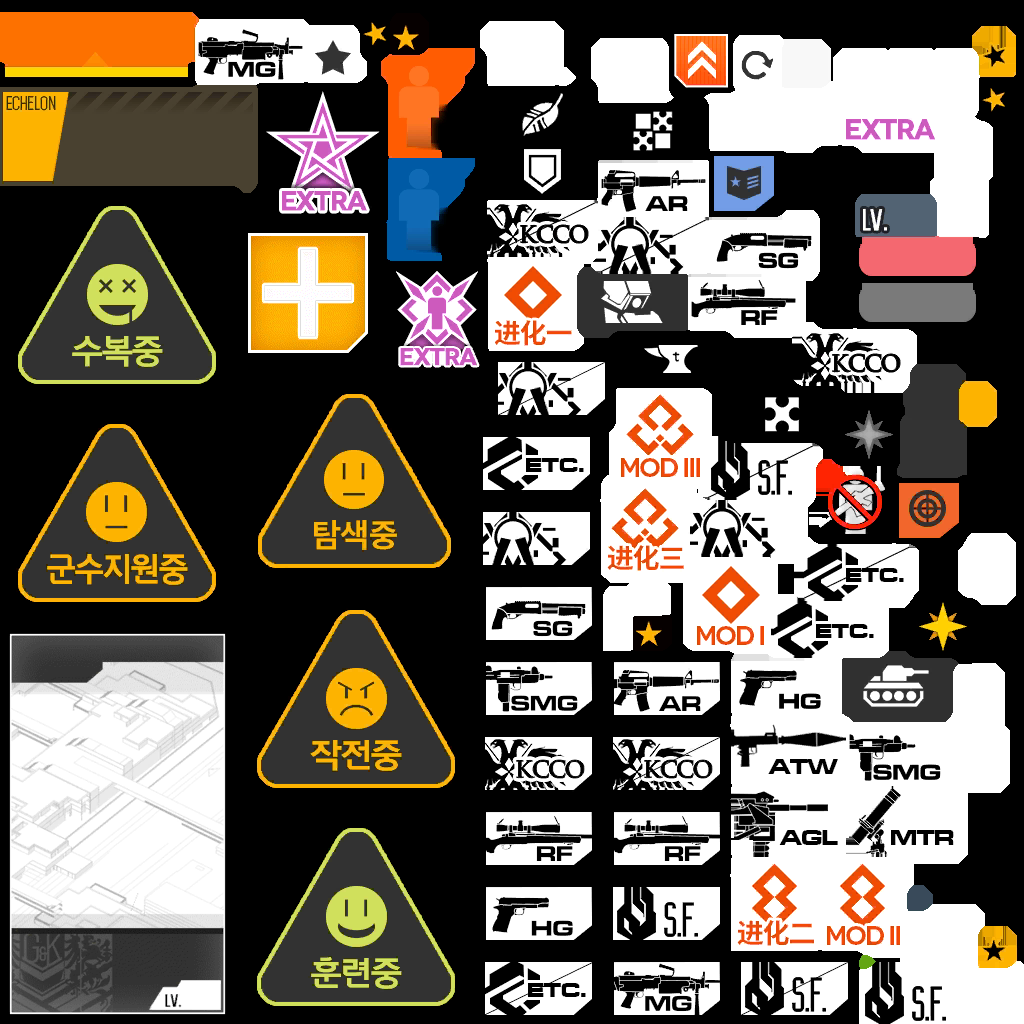 MG
ECHELON
EXTRA
EXTRA
AR
LV.
KCCO
SG
进化一
RF
EXTRA
KCCO
t
수복중
MOD III
ETC.
S.F.
탐색중
进化三
ETC.
군수지원중
SG
MOD I
ETC.
SMG
AR
HG
작전중
KCCO
KCCO
ATW
SMG
RF
RF
AGL
MTR
HG
S.F.
进化二
MOD II
G&K
훈련중
LV.
ETC.
MG
S.F.
S.F.